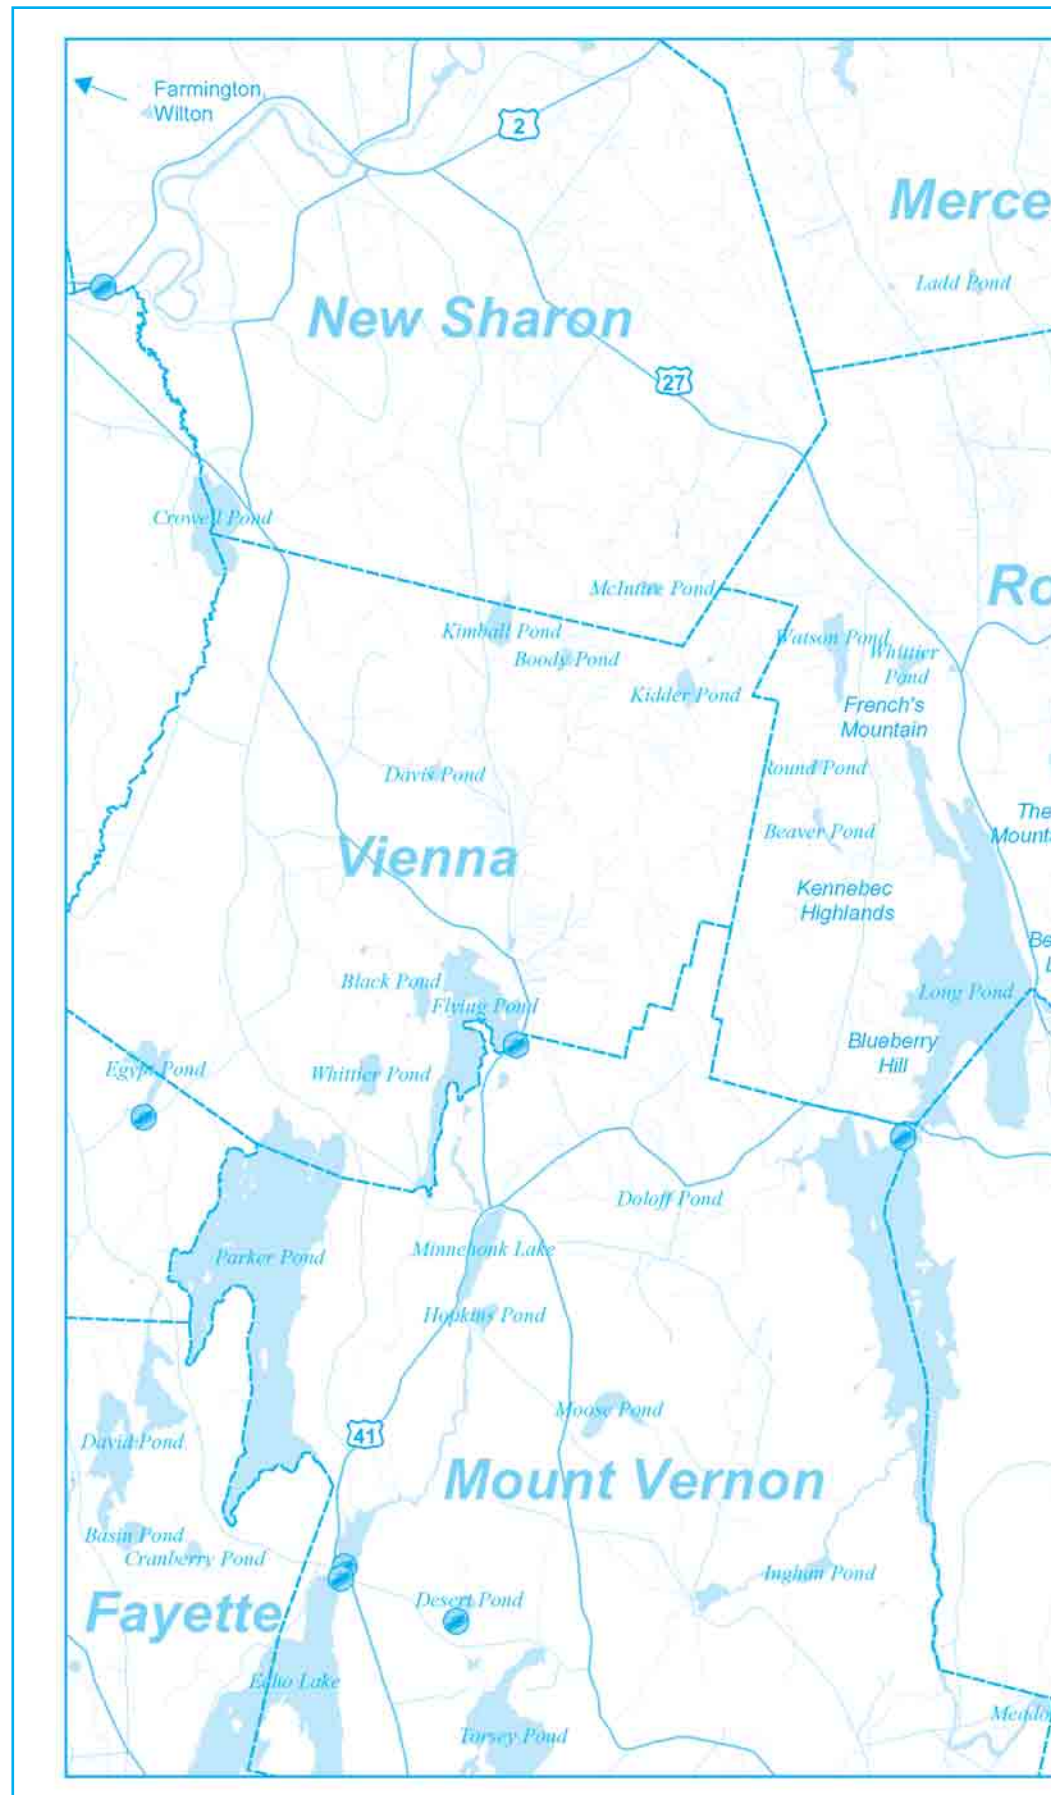 Farmington,
Wilton
2
Merce
Ladd Pond
New Sharon
27
Crowell Pond
McIntire Pond
Ro
Kimball Pond
Watson Pond
Whittier
Pond
Boody Pond
Kidder Pond
French's
Mountain
Davis Pond
Round Pond
The
Mounta
Beaver Pond
Vienna
Kennebec
Highlands
Be
L
Black Pond
Long Pond
Flying Pond
Blueberry
Hill
Egypt Pond
Whittier Pond
Doloff Pond
Minnehonk Lake
Parker Pond
Hopkins Pond
Moose Pond
41
David Pond
Mount Vernon
Basin Pond
Cranberry Pond
Ingham Pond
Desert Pond
Fayette
Echo Lake
Meado
Torsey Pond